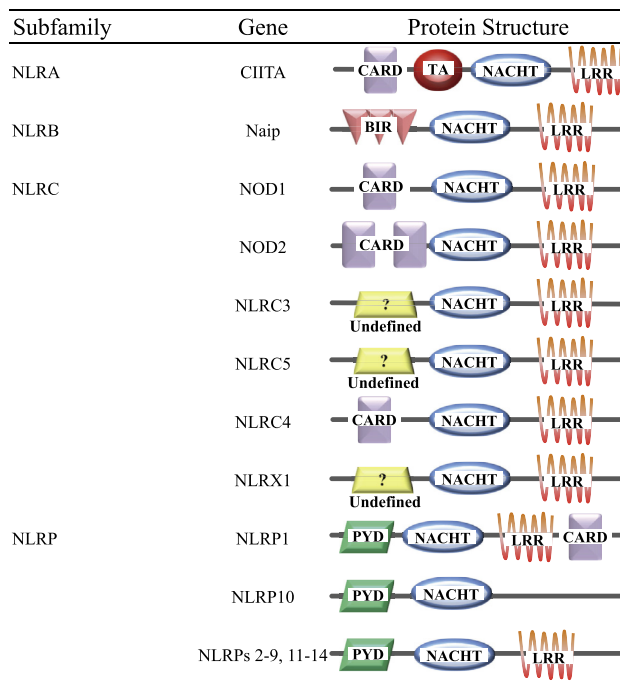 Subfamily Gene Protein Structure
NLRA CIITA CARD TA NACHT LRR
NLRB Naip BIR NACHT LRR
NLRC NOD1 CARD NACHT LRR
NOD2 CARD NACHT LRR
NLRC3 ? NACHT LRR
Undefined
NLRC5 ? NACHT LRR
Undefined
NLRC4 CARD NACHT LRR
NLRX1 ? NACHT LRR
Undefined
NLRP NLRP1 PYD NACHT LRR CARD
NLRP10 PYD NACHT
NLRPs 2-9, 11-14 PYD NACHT LRR